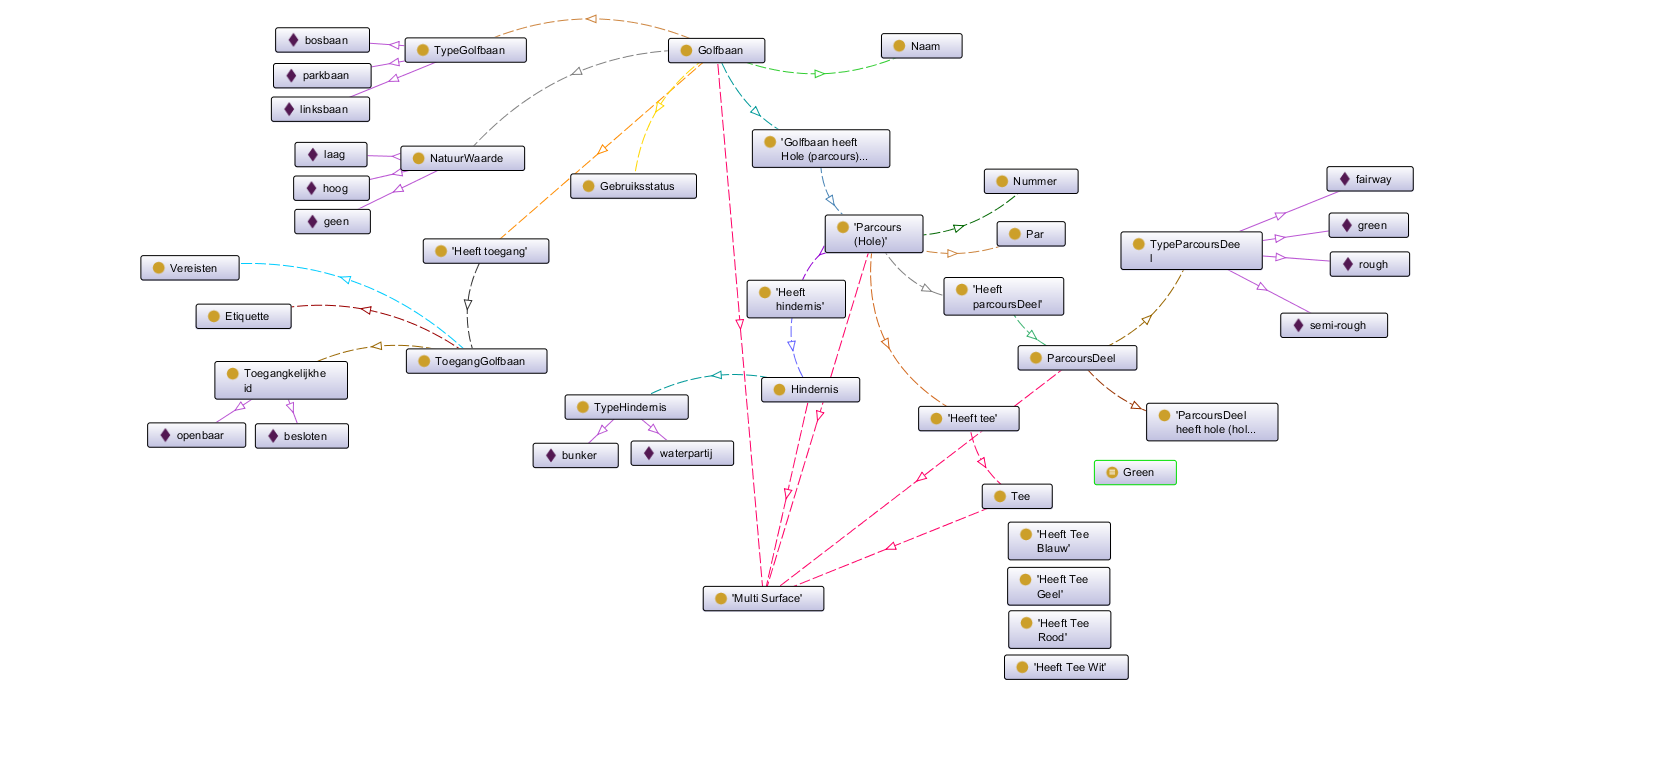 bosbaan
parkbaan
linksbaan
TypeGolfbaan
Golfbaan
Naam
laag
hoog
geen
NatuurWaarde
Gebruiksstatus
'Golfbaan heeft
Hole (parcours)...
Nummer
'Parcours
(Hole)'
Par
fairway
green
rough
semi-rough
TypeParcoursDee
l
'Heeft toegang'
Vereisten
Etiquette
'Heeft
hindernis'
'Heeft
parcoursDeel'
ToegangGolfbaan
ParcoursDeel
Toegangkelijkhe
id
openbaar
besloten
Hindernis
TypeHindernis
bunker
waterpartij
'Heeft tee'
'ParcoursDeel
heeft hole (hol...
Green
Tee
'Heeft Tee
Blauw'
'Heeft Tee
Geel'
'Multi Surface'
'Heeft Tee
Rood'
'Heeft Tee Wit'